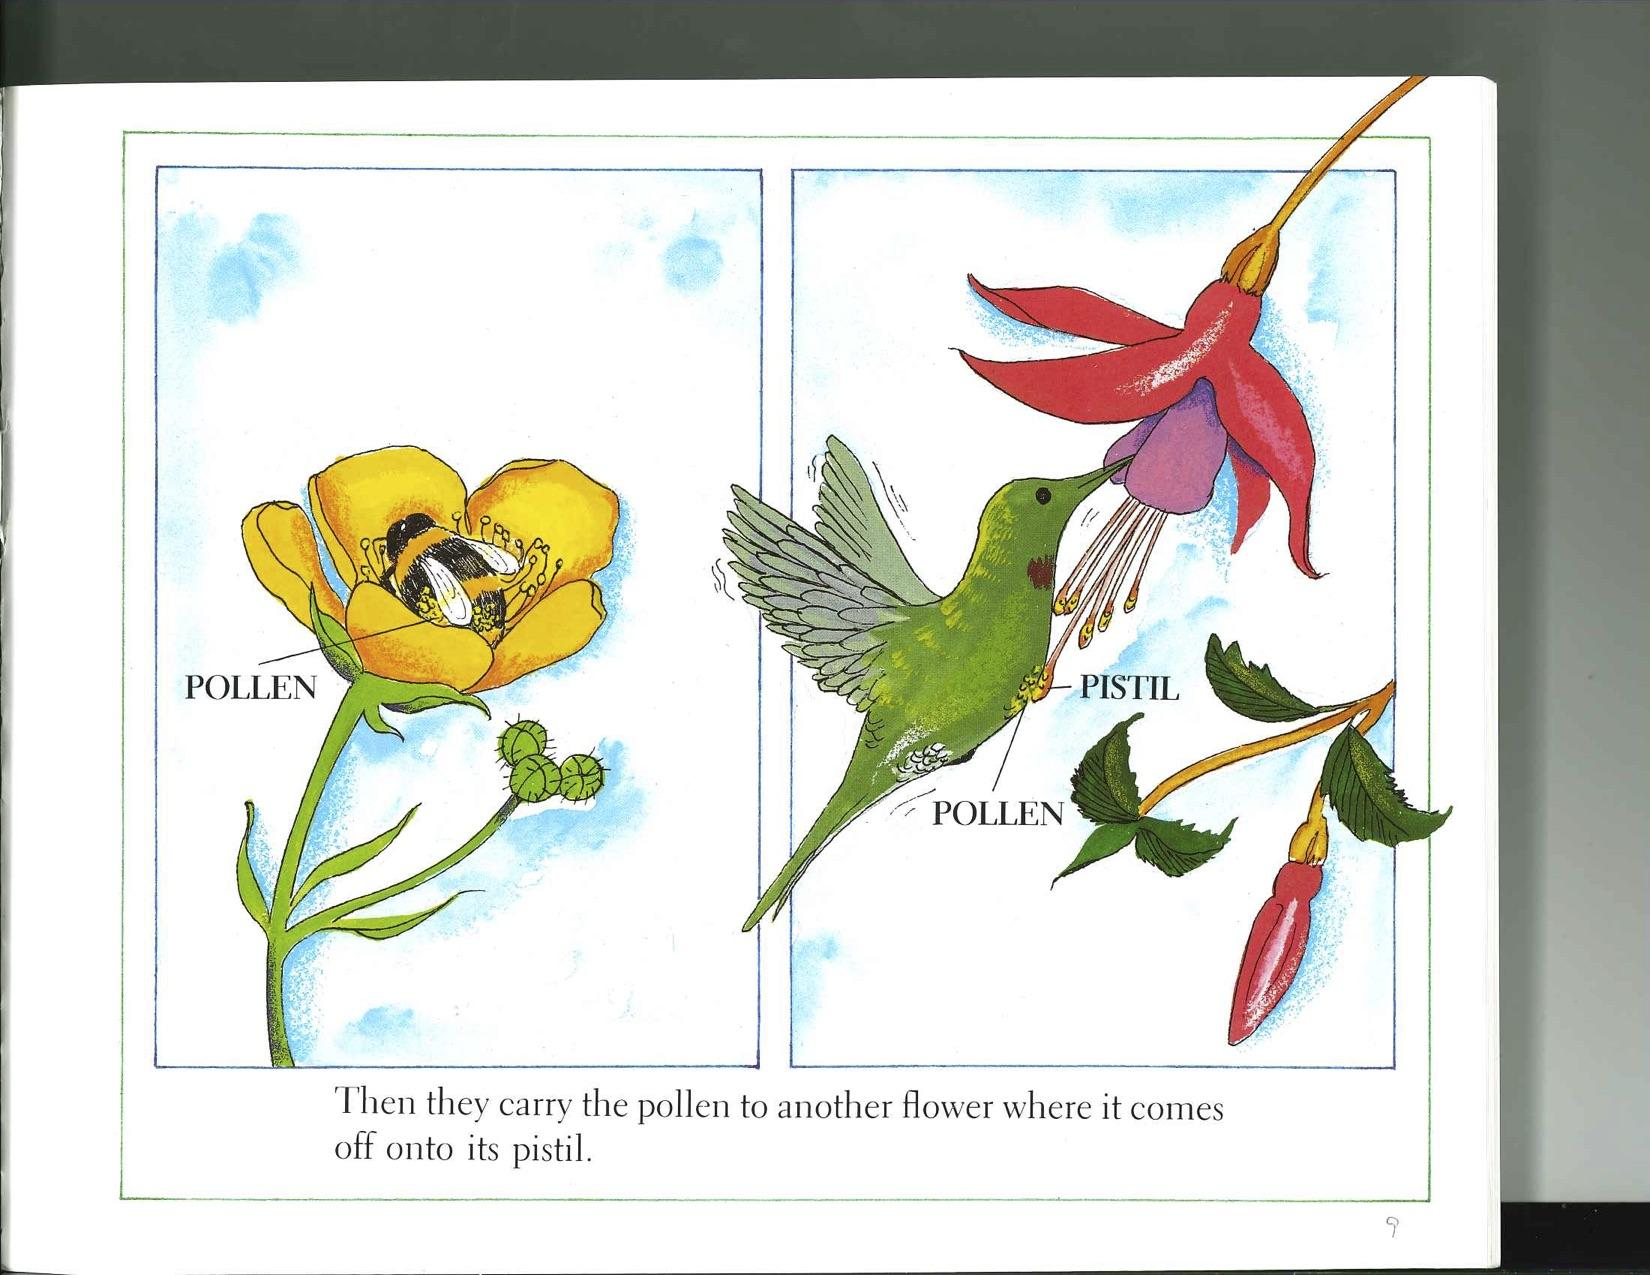 POLLEN
PISTIL
POLLEN
Then they carry the pollen to another flower where it comes
off onto its pistil.
9